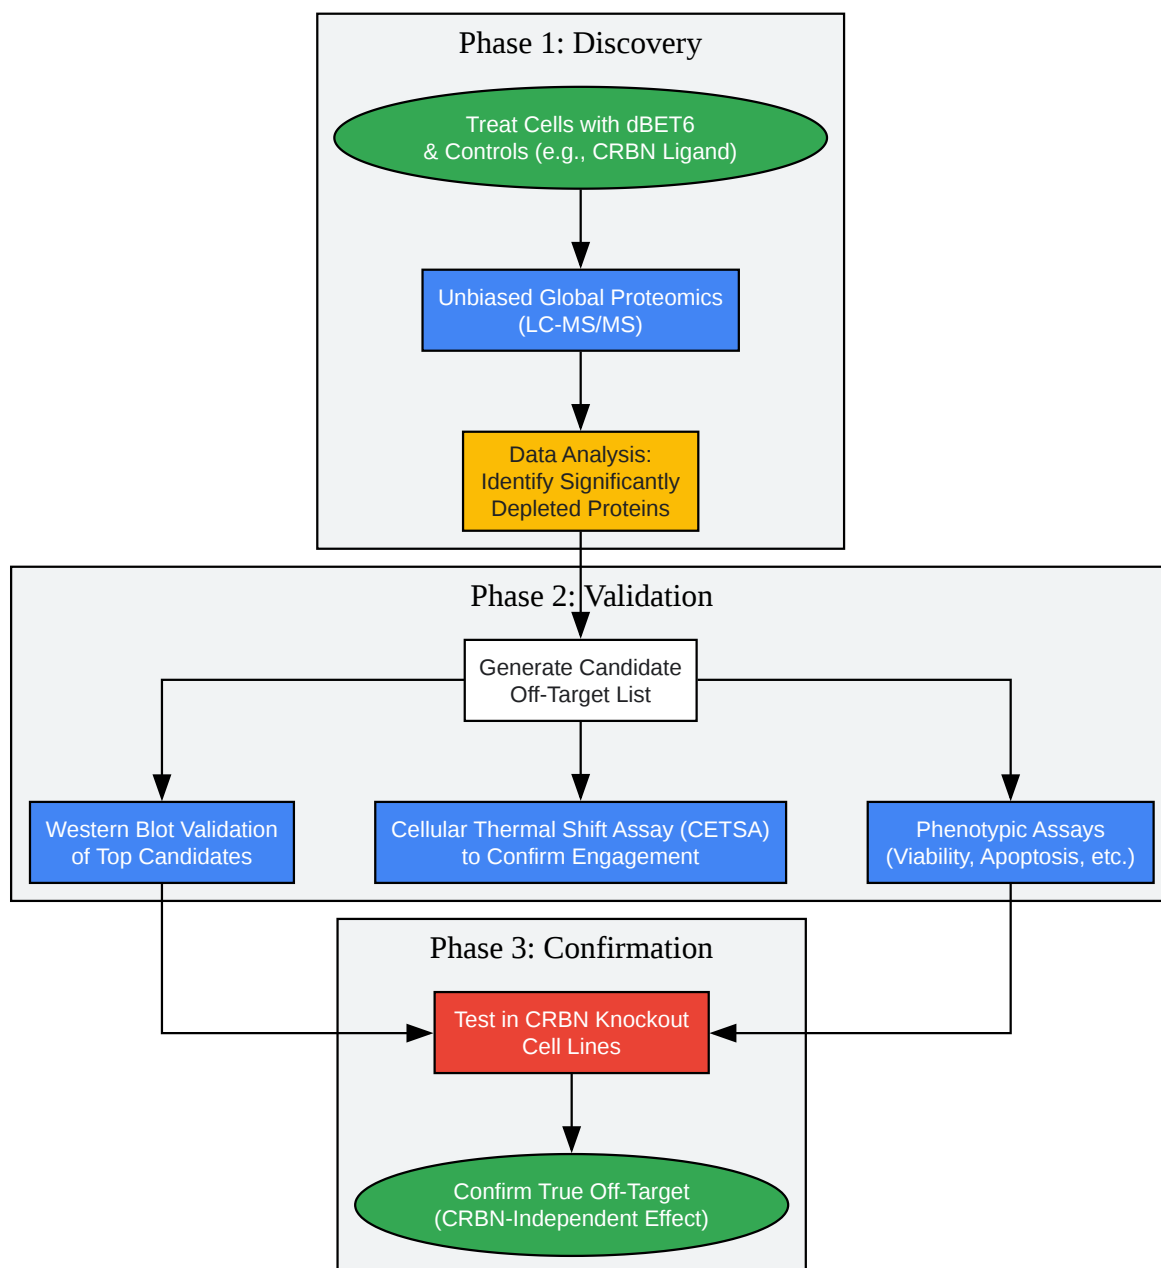 Phase 1: Discovery
Treat Cells with dBET6
& Controls (e.g., CRBN Ligand)
Unbiased Global Proteomics
(LC-MS/MS)
Data Analysis:
Identify Significantly
Depleted Proteins
Phase 2: Validation
Generate Candidate
Off-Target List
Western Blot Validation
of Top Candidates
Cellular Thermal Shift Assay (CETSA)
to Confirm Engagement
Phenotypic Assays
(Viability, Apoptosis, etc.)
Phase 3: Confirmation
Test in CRBN Knockout
Cell Lines
Confirm True Off-Target
(CRBN-Independent Effect)